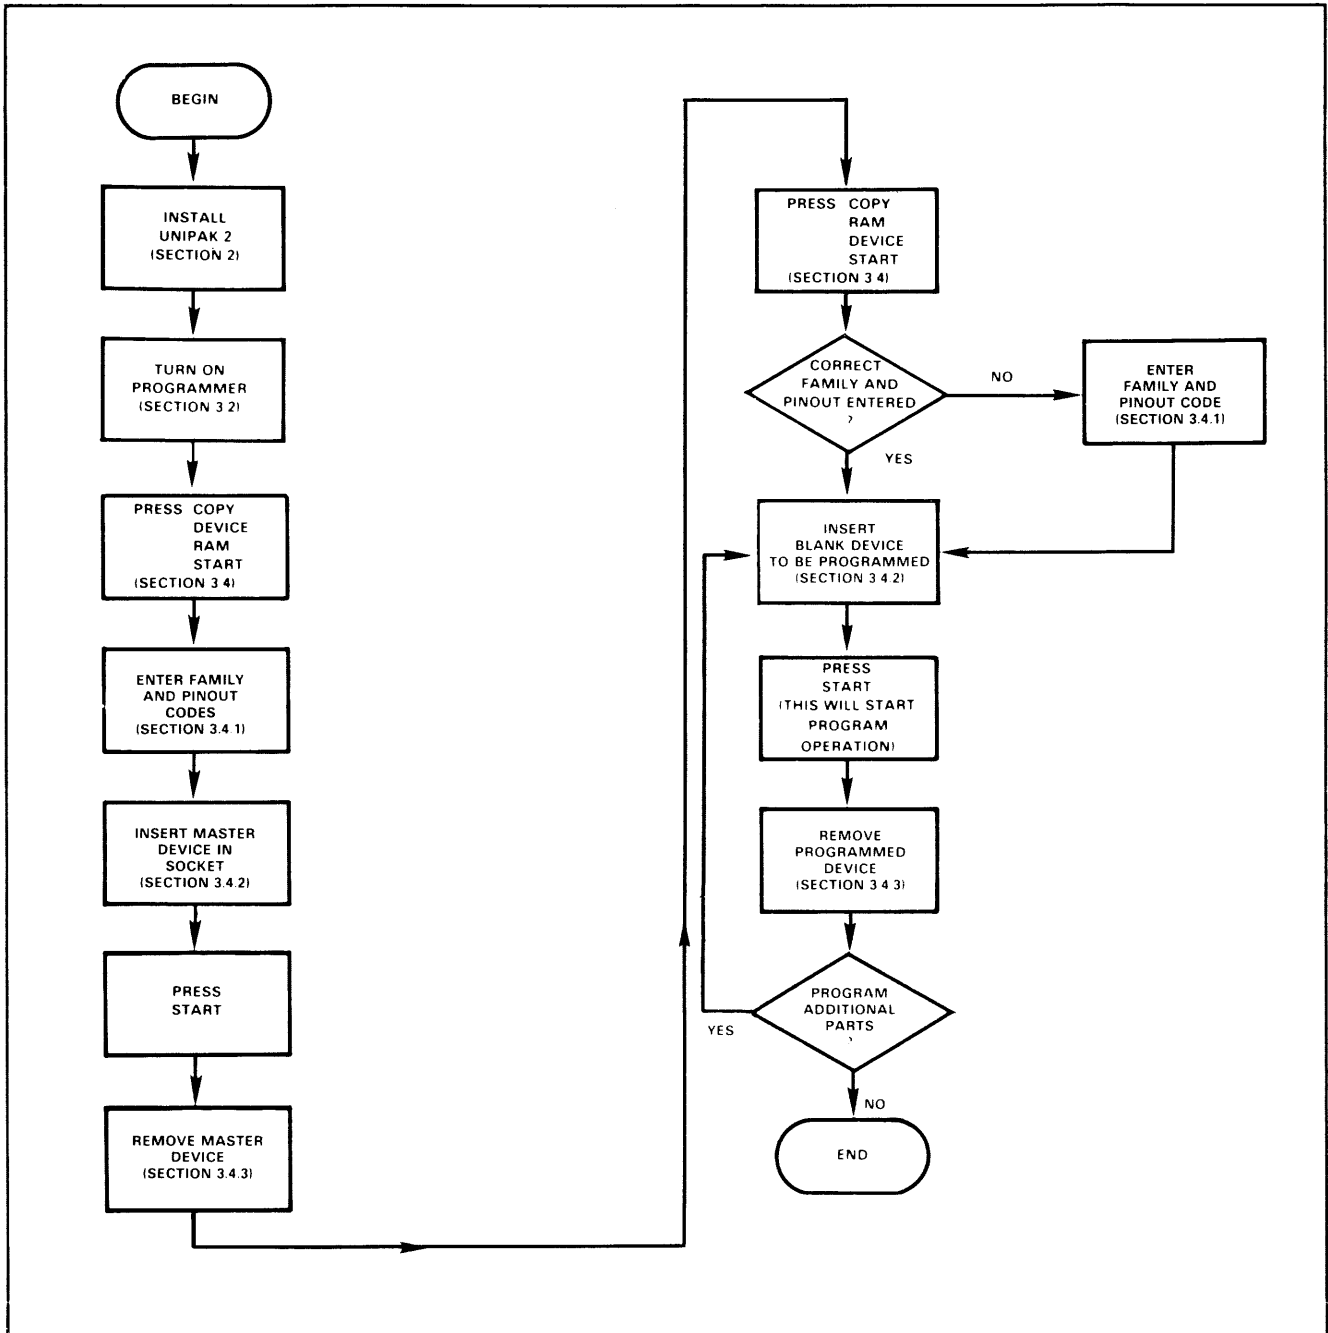 BEGIN
INSTALL
UNIPAK 2
(SECTION 2)
TURN ON
PROGRAMMER
(SECTION 3.2)
PRESS COPY
DEVICE
RAM
START
(SECTION 3 4)
ENTER FAMILY
AND PINOUT
CODES
(SECTION 3.4.1)
INSERT MASTER
DEVICE IN
SOCKET
(SECTION 3.4.2)
PRESS
START
REMOVE MASTER
DEVICE
(SECTION 3.4.3)
PRESS COPY
RAM
DEVICE
START
(SECTION 3 4)
CORRECT
FAMILY AND
PINOUT ENTERED
?
NO
ENTER
FAMILY AND
PINOUT CODE
(SECTION 3.4.1)
YES
INSERT
BLANK DEVICE
TO BE PROGRAMMED
(SECTION 3.4.2)
PRESS
START
(THIS WILL START
PROGRAM
OPERATION)
REMOVE
PROGRAMMED
DEVICE
(SECTION 3 4 3)
PROGRAM
ADDITIONAL
PARTS
?
YES
NO
END